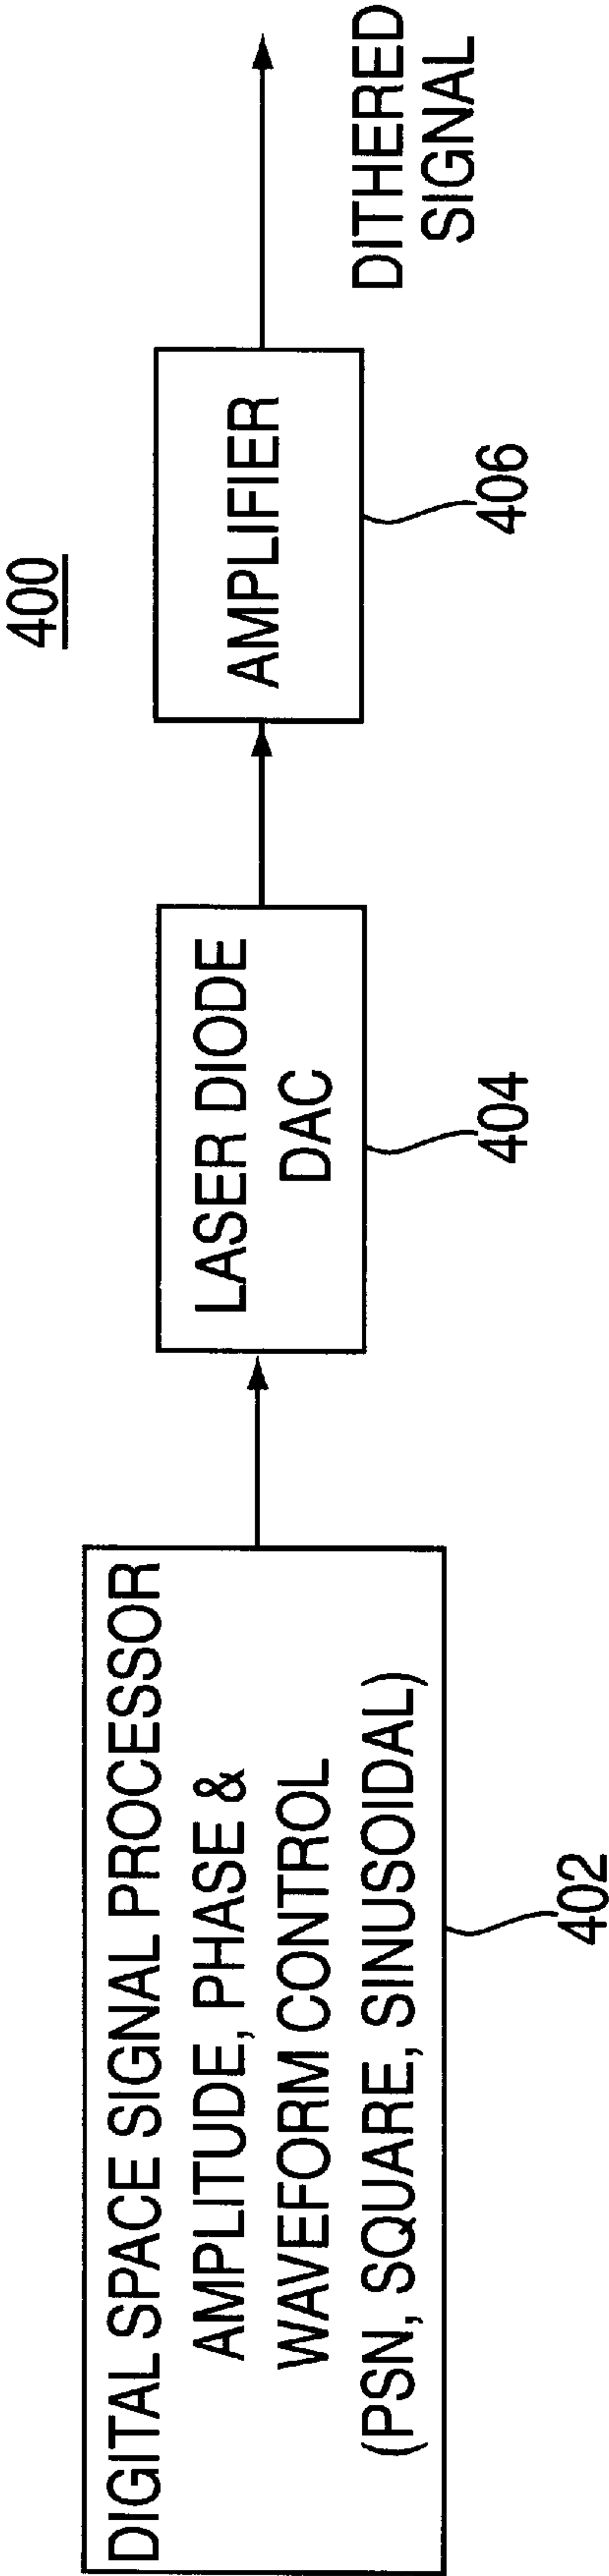 400
DIGITAL SPACE SIGNAL PROCESSOR
AMPLITUDE, PHASE &
WAVEFORM CONTROL
(PSN, SQUARE, SINUSOIDAL)
402
LASER DIODE
DAC
404
AMPLIFIER
406
DITHERED
SIGNAL